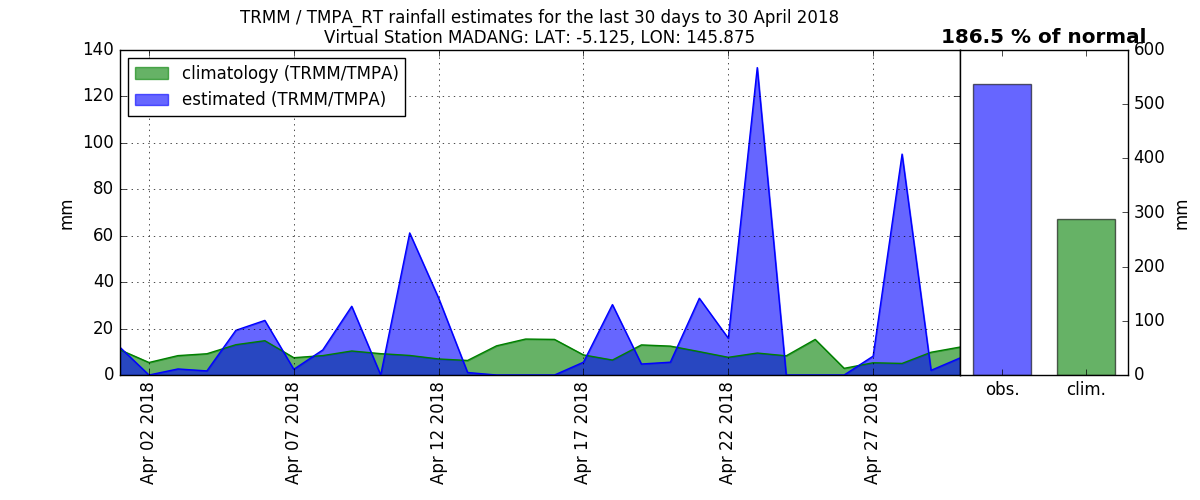 TRMM / TMPA_RT rainfall estimates for the last 30 days to 30 April 2018
Virtual Station MADANG: LAT: -5.125, LON: 145.875
186.5 % of normal
climatology (TRMM/TMPA)
estimated (TRMM/TMPA)
140
120
100
80
60
40
20
0
mm
Apr 02 2018
Apr 07 2018
Apr 12 2018
Apr 17 2018
Apr 22 2018
Apr 27 2018
600
500
400
300
200
100
0
mm
obs.
clim.